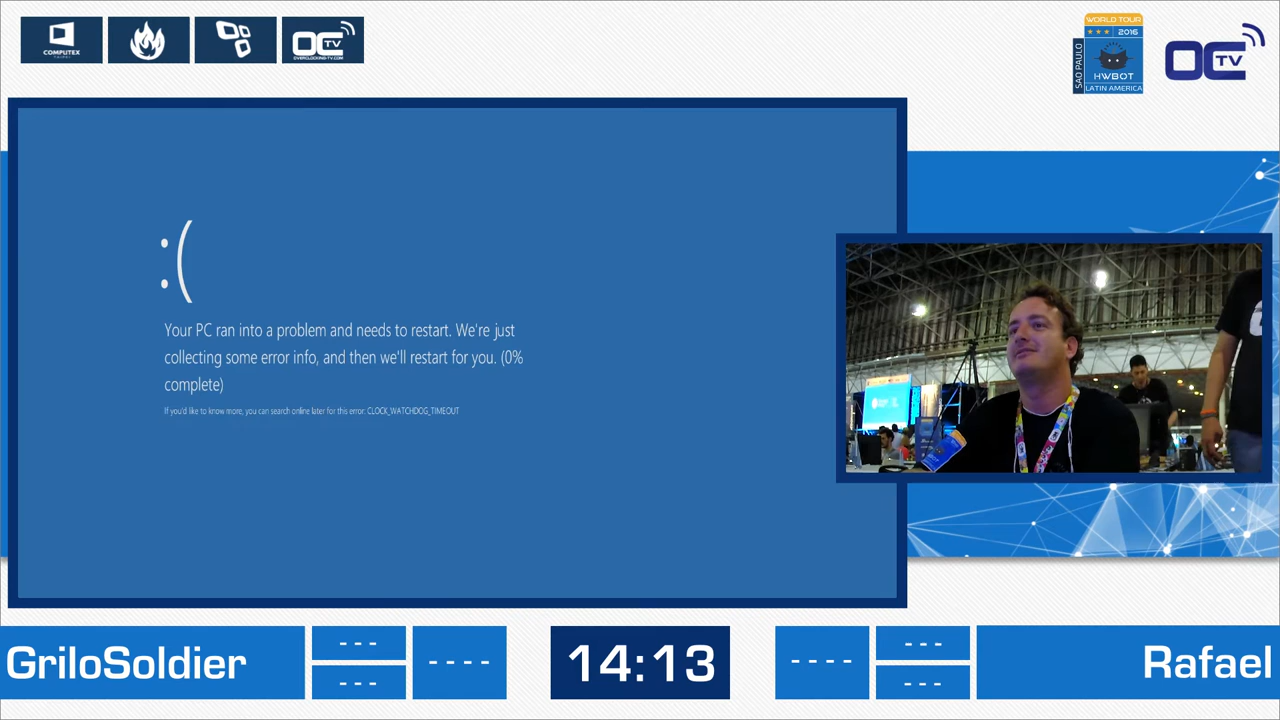 COMPUTEX
OC TV
OVERCLOCKING-TV.COM
WORLD TOUR
2016
SAO PAULO
HWBOT
LATIN AMERICA
OC TV
:(
Your PC ran into a problem and needs to restart. We're just
collecting some error info, and then we'll restart for you. (0%
complete)
If you'd like to know more, you can search online later for this error: CLOCK_WATCHDOG_TIMEOUT
GriloSoldier
- - -
- - -
- - - -
14:13
- - - -
- - -
- - -
Rafael